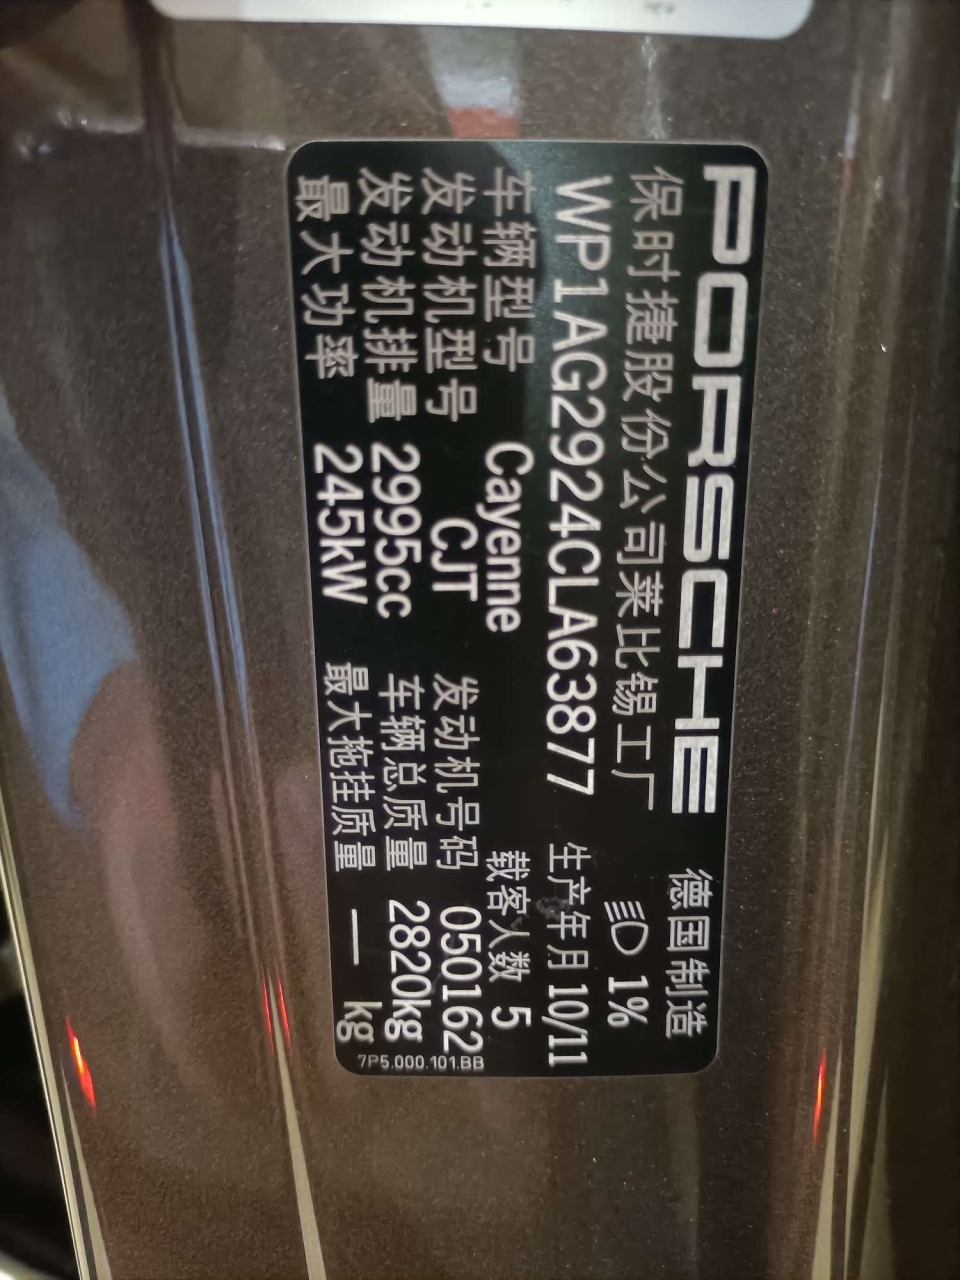 PORSCHE 德国制造
保时捷股份公司莱比锡工厂 1%
WP1AG2924CLA63877 生产年月 10/11
车辆型号 Cayenne 载客人数 5
发动机型号 CJT 发动机号码 050162
发动机排量 2995cc 车辆总质量 2820kg
最大功率 245kW 最大拖挂质量 — kg
7P5.000.101.BB